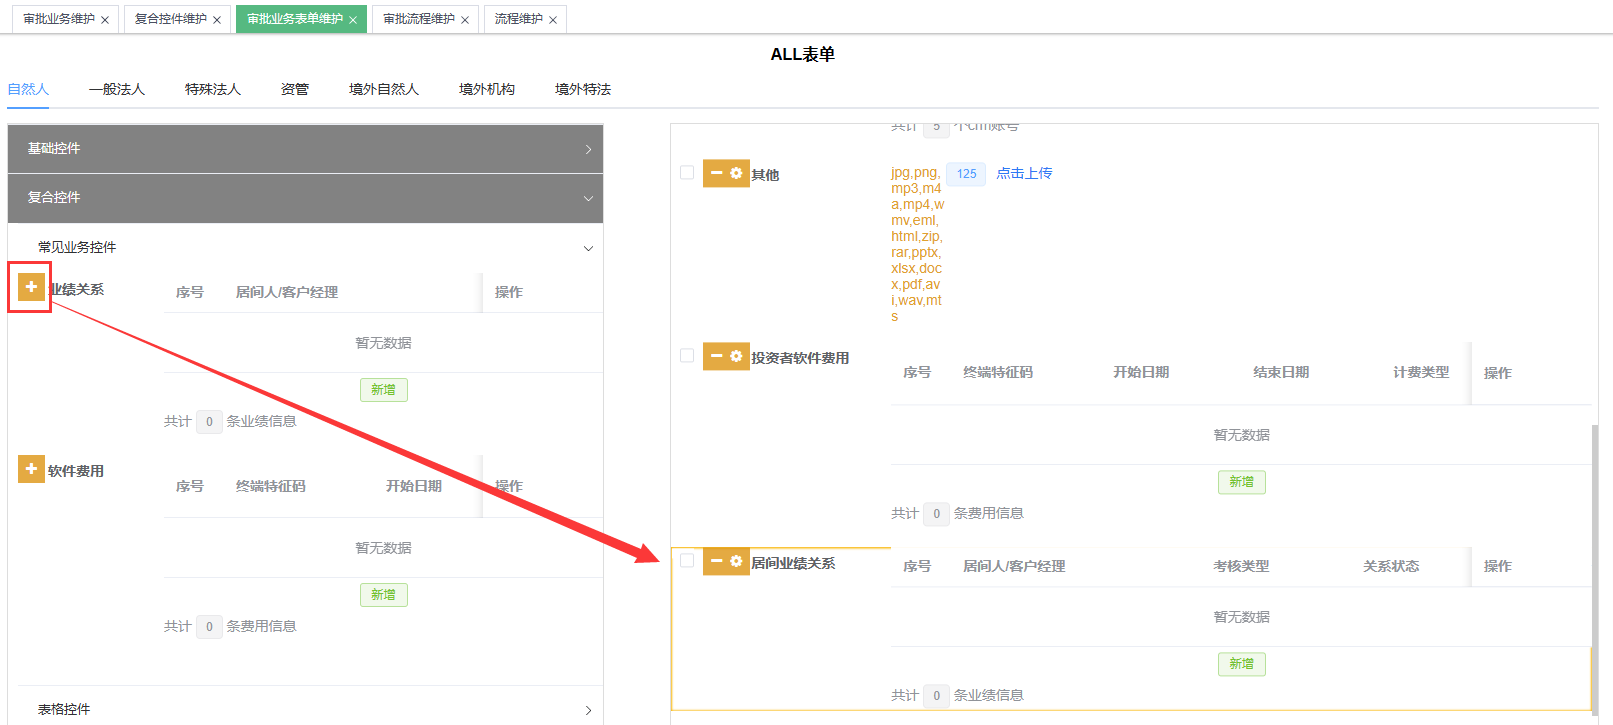 审批业务维护 × 复合控件维护 × 审批业务表单维护 × 审批流程维护 × 流程维护 ×
ALL表单
自然人 一般法人 特殊法人 资管 境外自然人 境外机构 境外特法
基础控件
复合控件
常见业务控件
业绩关系
序号 居间人/客户经理 操作
暂无数据
新增
共计 0 条业绩信息
软件费用
序号 终端特征码 开始日期 操作
暂无数据
新增
共计 0 条费用信息
表格控件
共计 5 个crm账号
其他
jpg,png,
mp3,m4
a,mp4,w
mv,eml,
html,zip,
rar,pptx,
xlsx,doc
x,pdf,av
i,wav,mt
s
125 点击上传
投资者软件费用
序号 终端特征码 开始日期 结束日期 计费类型 操作
暂无数据
新增
共计 0 条费用信息
居间业绩关系
序号 居间人/客户经理 考核类型 关系状态 操作
暂无数据
新增
共计 0 条业绩信息